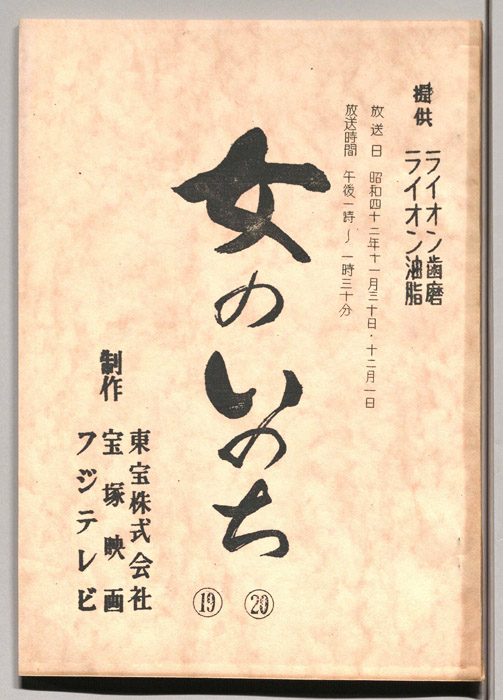 提供
ライオン歯磨
ライオン油脂
放送日 昭和四十二年十一月三十日・十二月一日
放送時間 午後一時～一時三十分
女のいのち
⑲ ⑳
制作
東宝株式会社
宝塚映画
フジテレビ